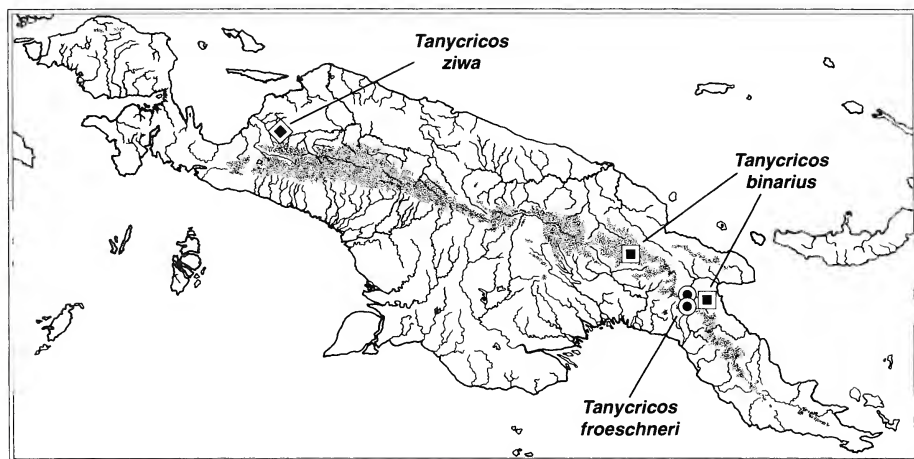 Tanycricos
ziwa
Tanycricos
binarius
Tanycricos
froeschneri